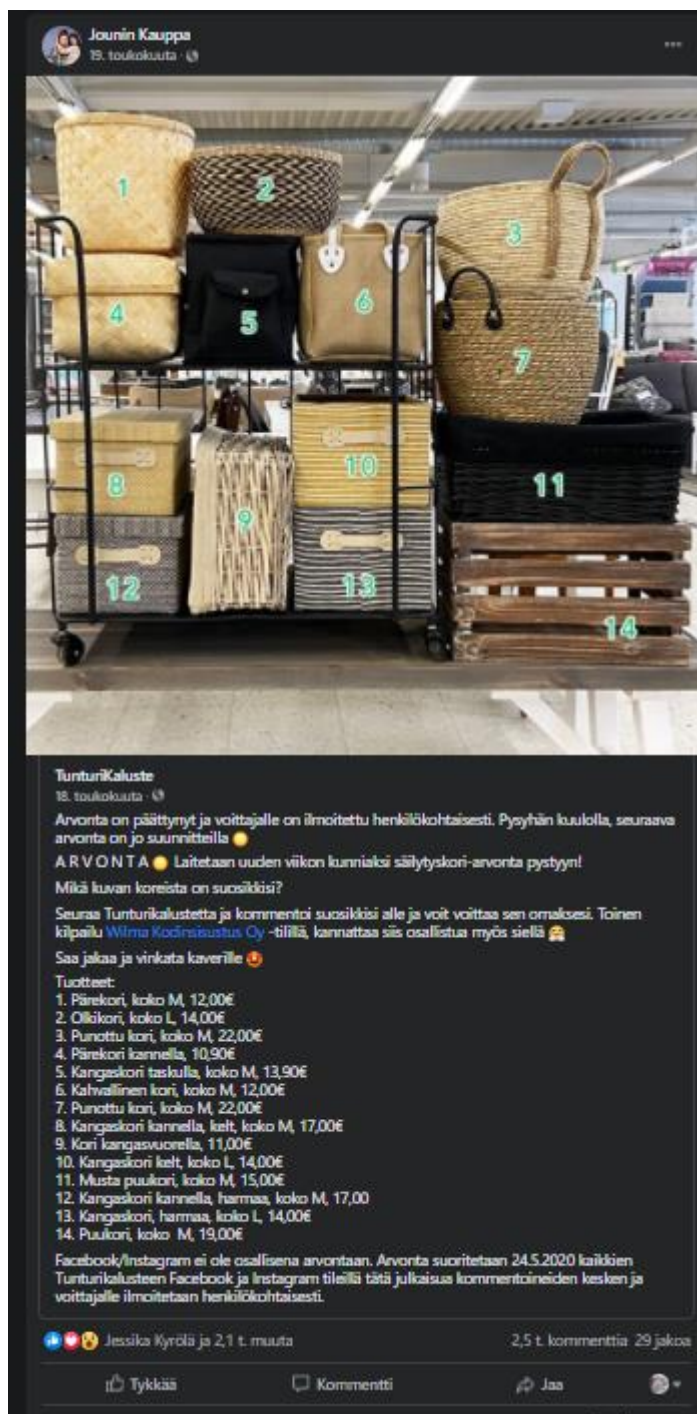 Jounin Kauppa
19. toukokuuta ·
1
2
3
4
5
6
7
8
9
10
11
12
13
14
TunturiKaluste
18. toukokuuta ·
Arvonta on päättynyt ja voittajalle on ilmoitettu henkilökohtaisesti. Pysyhän kuulolla, seuraava
arvonta on jo suunnitteilla
A R V O N T A Laitetaan uuden viikon kunniaksi säilytyskori-arvonta pystyyn!
Mikä kuvan koreista on suosikkisi?
Seuraa Tunturikalustetta ja kommentoi suosikkisi alle ja voit voittaa sen omaksesi. Toinen
kilpailu Wilma Kodinsisustus Oy -tilillä, kannattaa siis osallistua myös siellä
Saa jakaa ja vinkata kaverille
Tuotteet:
1. Pärekori, koko M, 12,00€
2. Olkikori, koko L, 14,00€
3. Punottu kori, koko M, 22,00€
4. Pärekori kannella, 10,90€
5. Kangaskori taskulla, koko M, 13,90€
6. Kahvallinen kori, koko M, 12,00€
7. Punottu kori, koko M, 22,00€
8. Kangaskori kannella, kelt, koko M, 17,00€
9. Kori kangasvuorella, 11,00€
10. Kangaskori kelt, koko L, 14,00€
11. Musta puukori, koko M, 15,00€
12. Kangaskori kannella, harmaa, koko M, 17,00
13. Kangaskori, harmaa, koko L, 14,00€
14. Puukori, koko M, 19,00€
Facebook/Instagram ei ole osallisena arvontaan. Arvonta suoritetaan 24.5.2020 kaikkien
Tunturikalusteen Facebook ja Instagram tileillä tätä julkaisua kommentoineiden kesken ja
voittajalle ilmoitetaan henkilökohtaisesti.
Jessika Kyrölä ja 2,1 t. muuta 2,5 t. kommenttia 29 jakoa
Tykkää Kommentti Jaa